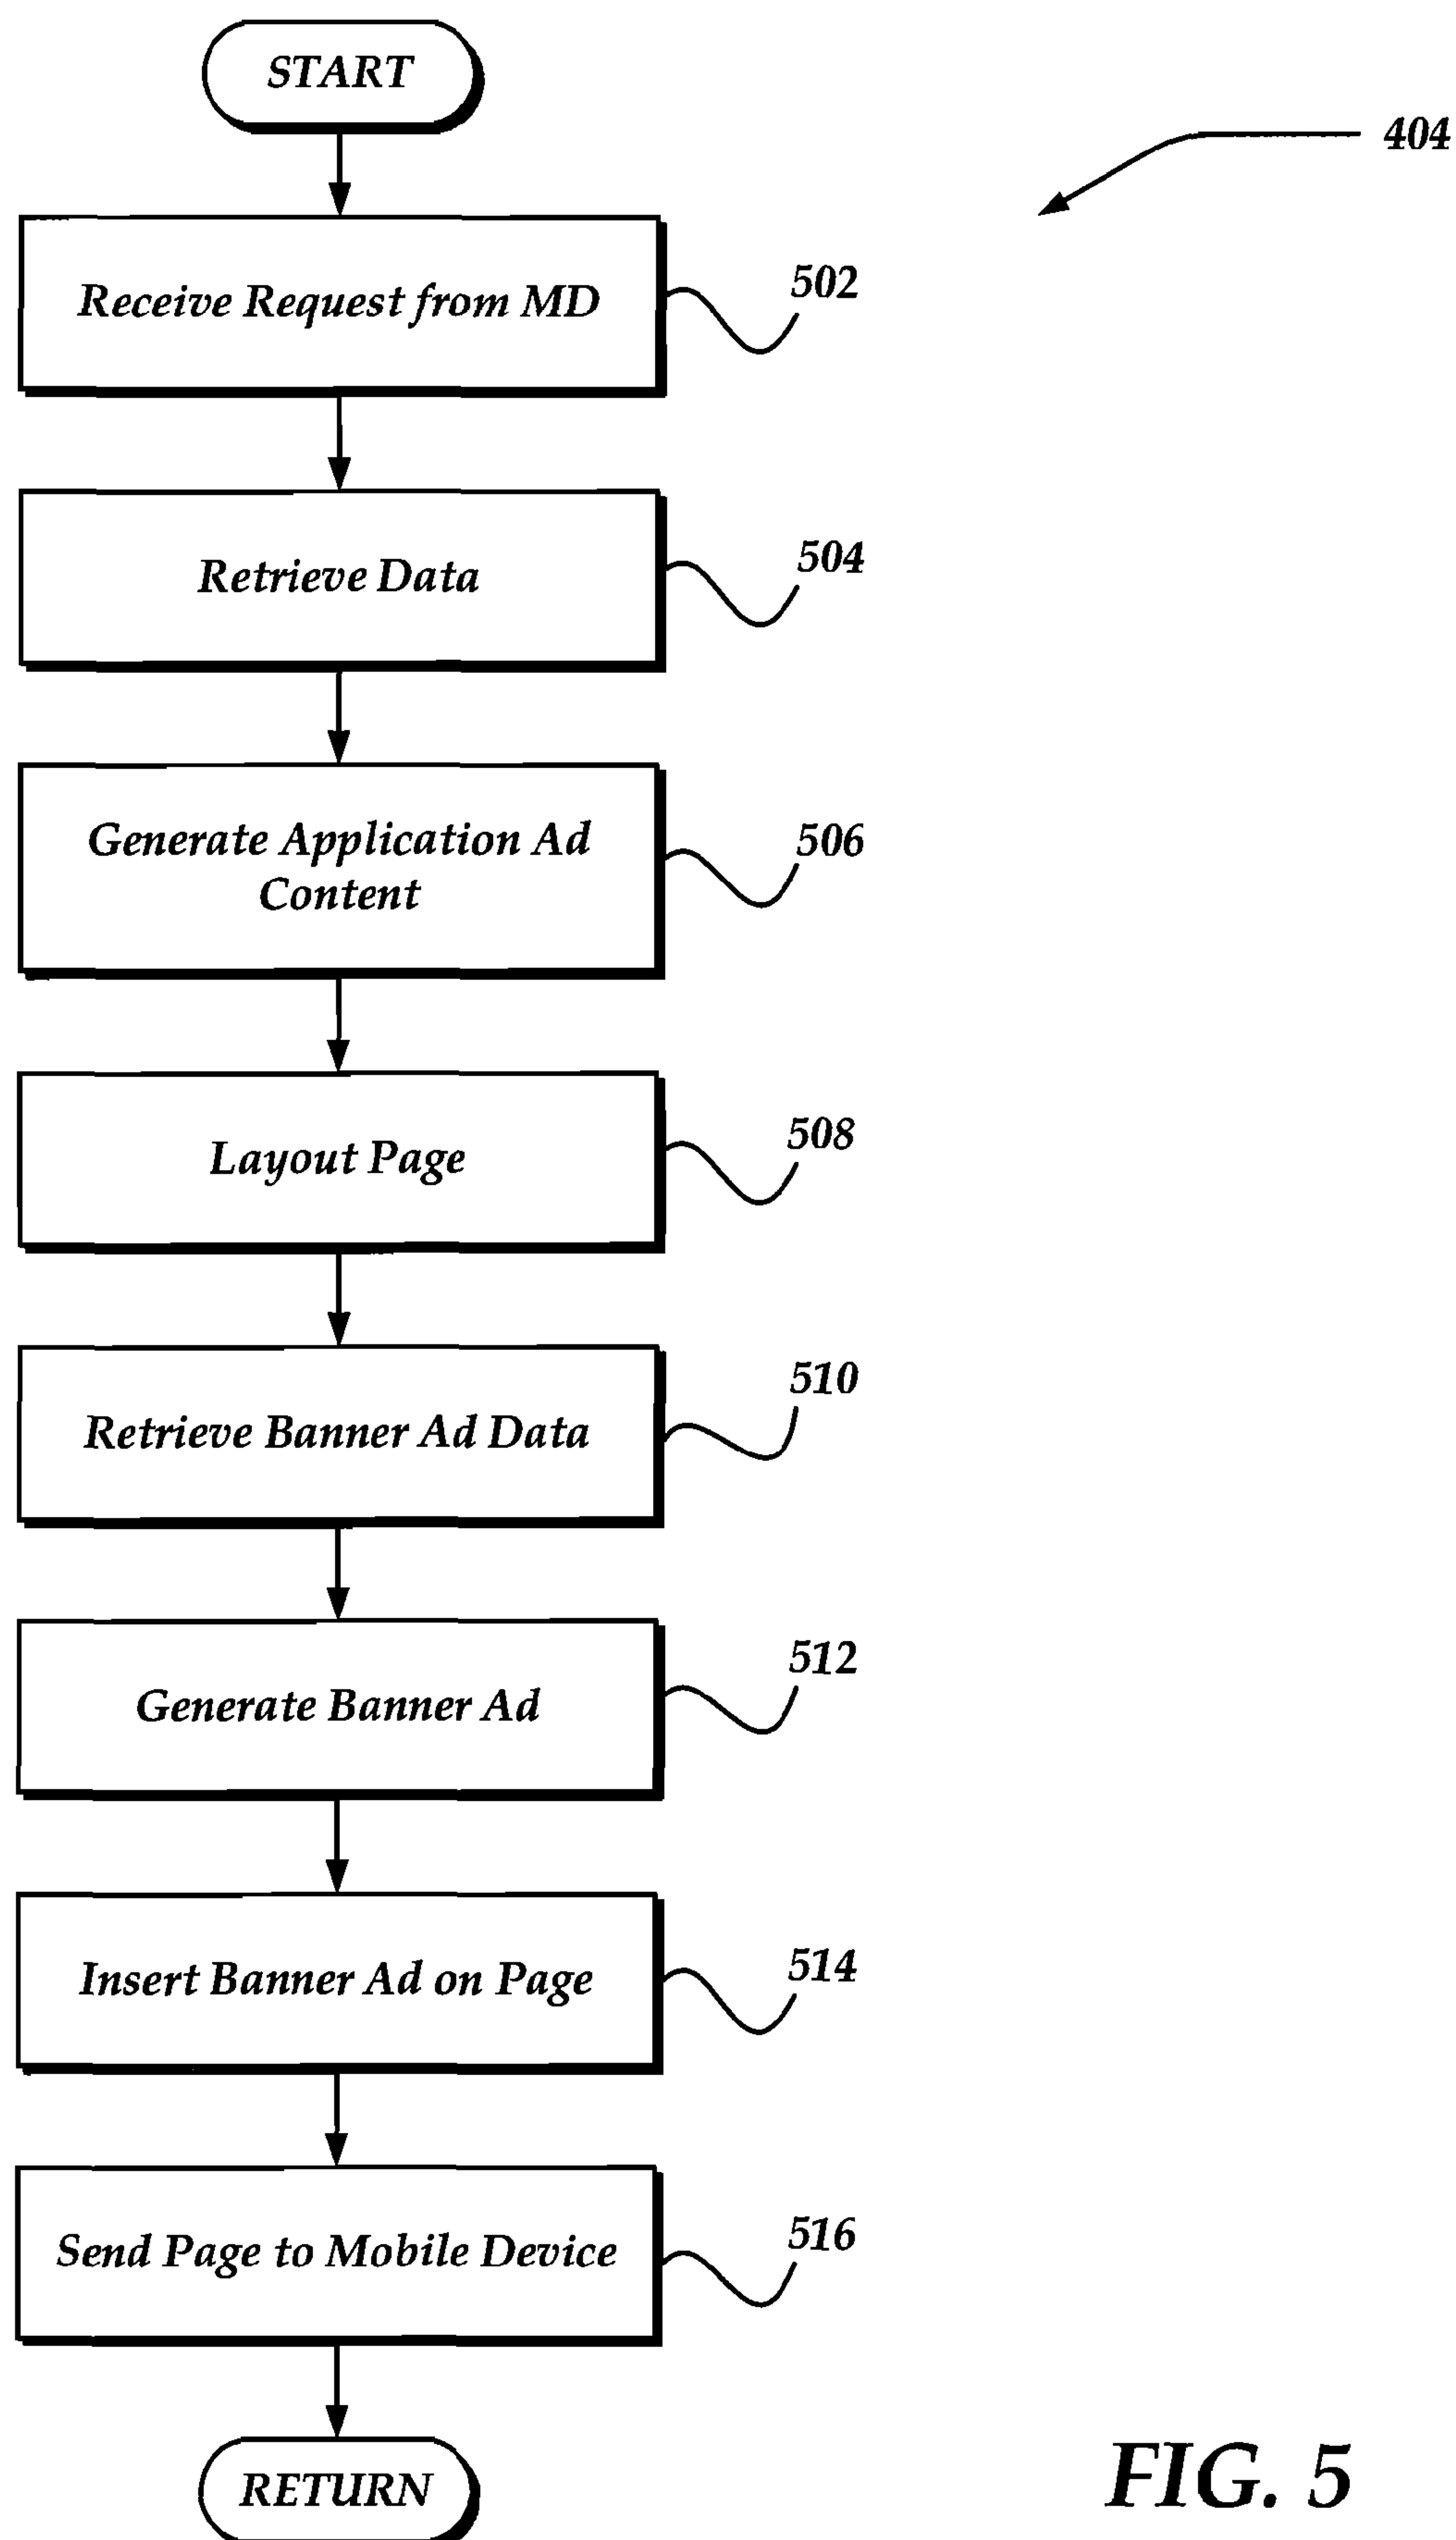 START
404
Receive Request from MD
502
Retrieve Data
504
Generate Application Ad
Content
506
Layout Page
508
Retrieve Banner Ad Data
510
Generate Banner Ad
512
Insert Banner Ad on Page
514
Send Page to Mobile Device
516
RETURN
FIG. 5